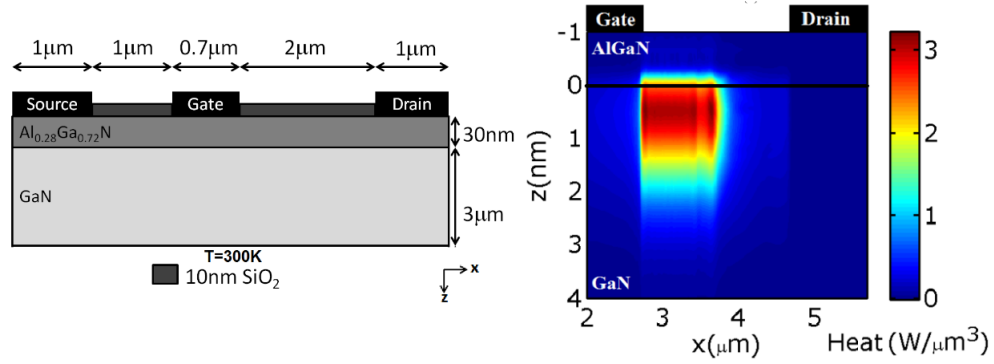 1μm 1μm 0.7μm 2μm 1μm
Source Gate Drain
Al0.28Ga0.72N
30nm
GaN
3μm
T=300K
10nm SiO2
x
z
Gate Drain
-1
AlGaN
0
1
2
3
4
z(nm)
GaN
2 3 4 5
x(μm)
3
2
1
0
Heat (W/μm³)